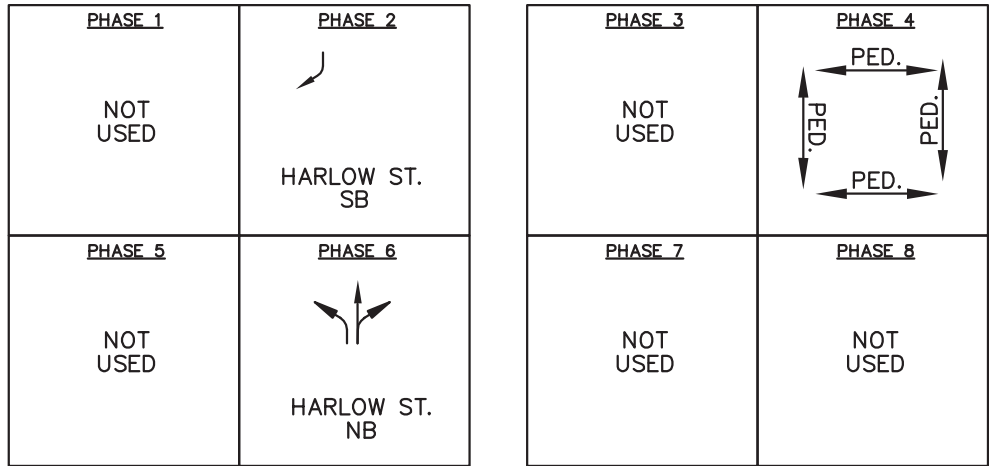 PHASE 1
NOT
USED
PHASE 2
HARLOW ST.
SB
PHASE 3
NOT
USED
PHASE 4
PED.
PED.
PED.
PED.
PHASE 5
NOT
USED
PHASE 6
HARLOW ST.
NB
PHASE 7
NOT
USED
PHASE 8
NOT
USED